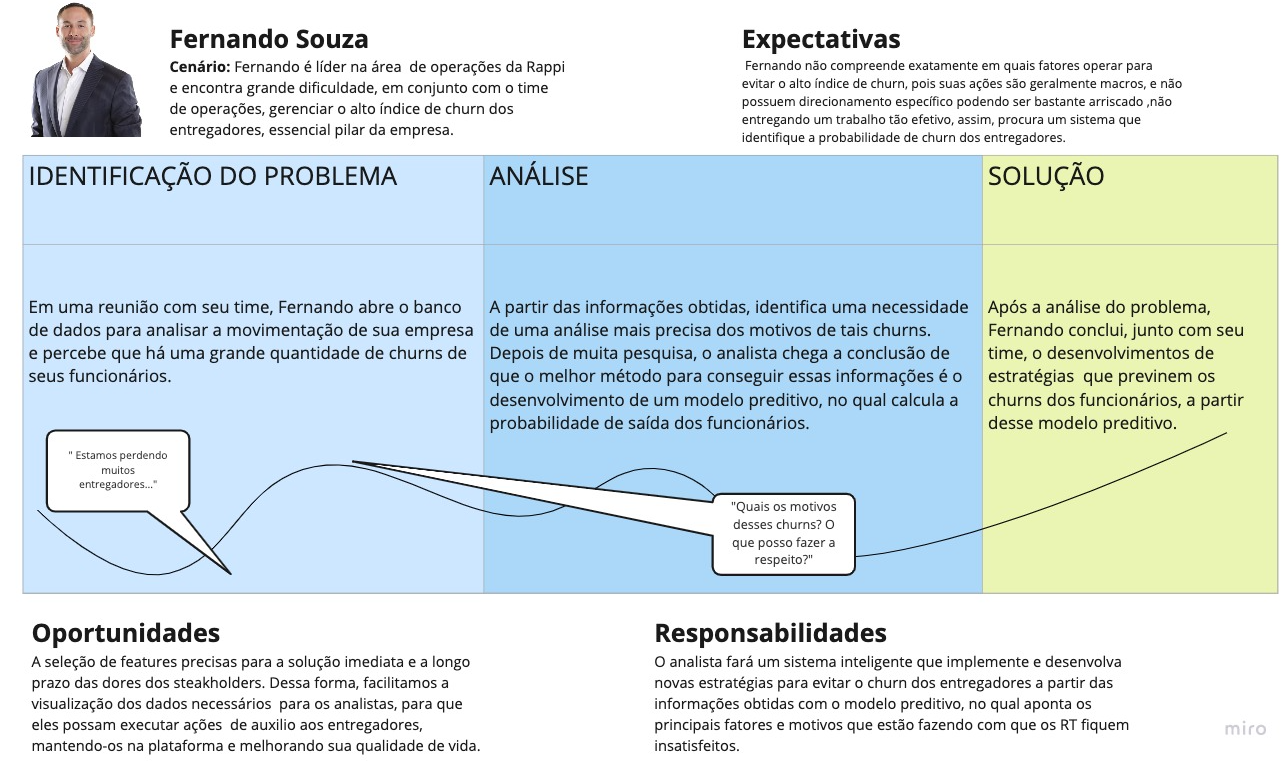 Fernando Souza
Cenário: Fernando é líder na área  de operações da Rappi
e encontra grande dificuldade, em conjunto com o time
de operações, gerenciar o alto índice de churn dos
entregadores, essencial pilar da empresa.
Expectativas
Fernando não compreende exatamente em quais fatores operar para
evitar o alto índice de churn, pois suas ações são geralmente macros, e não
possuem direcionamento específico podendo ser bastante arriscado ,não
entregando um trabalho tão efetivo, assim, procura um sistema que
identifique a probabilidade de churn dos entregadores.
IDENTIFICAÇÃO DO PROBLEMA
ANÁLISE
SOLUÇÃO
Em uma reunião com seu time, Fernando abre o banco
de dados para analisar a movimentação de sua empresa
e percebe que há uma grande quantidade de churns de
seus funcionários.
A partir das informações obtidas, identifica uma necessidade
de uma análise mais precisa dos motivos de tais churns.
Depois de muita pesquisa, o analista chega a conclusão de
que o melhor método para conseguir essas informações é o
desenvolvimento de um modelo preditivo, no qual calcula a
probabilidade de saída dos funcionários.
Após a análise do problema,
Fernando conclui, junto com seu
time, o desenvolvimentos de
estratégias  que previnem os
churns dos funcionários, a partir
desse modelo preditivo.
" Estamos perdendo
muitos
entregadores..."
"Quais os motivos
desses churns? O
que posso fazer a
respeito?"
Oportunidades
A seleção de features precisas para a solução imediata e a longo
prazo das dores dos steakholders. Dessa forma, facilitamos a
visualização dos dados necessários  para os analistas, para que
eles possam executar ações  de auxilio aos entregadores,
mantendo-os na plataforma e melhorando sua qualidade de vida.
Responsabilidades
O analista fará um sistema inteligente que implemente e desenvolva
novas estratégias para evitar o churn dos entregadores a partir das
informações obtidas com o modelo preditivo, no qual aponta os
principais fatores e motivos que estão fazendo com que os RT fiquem
insatisfeitos.
miro